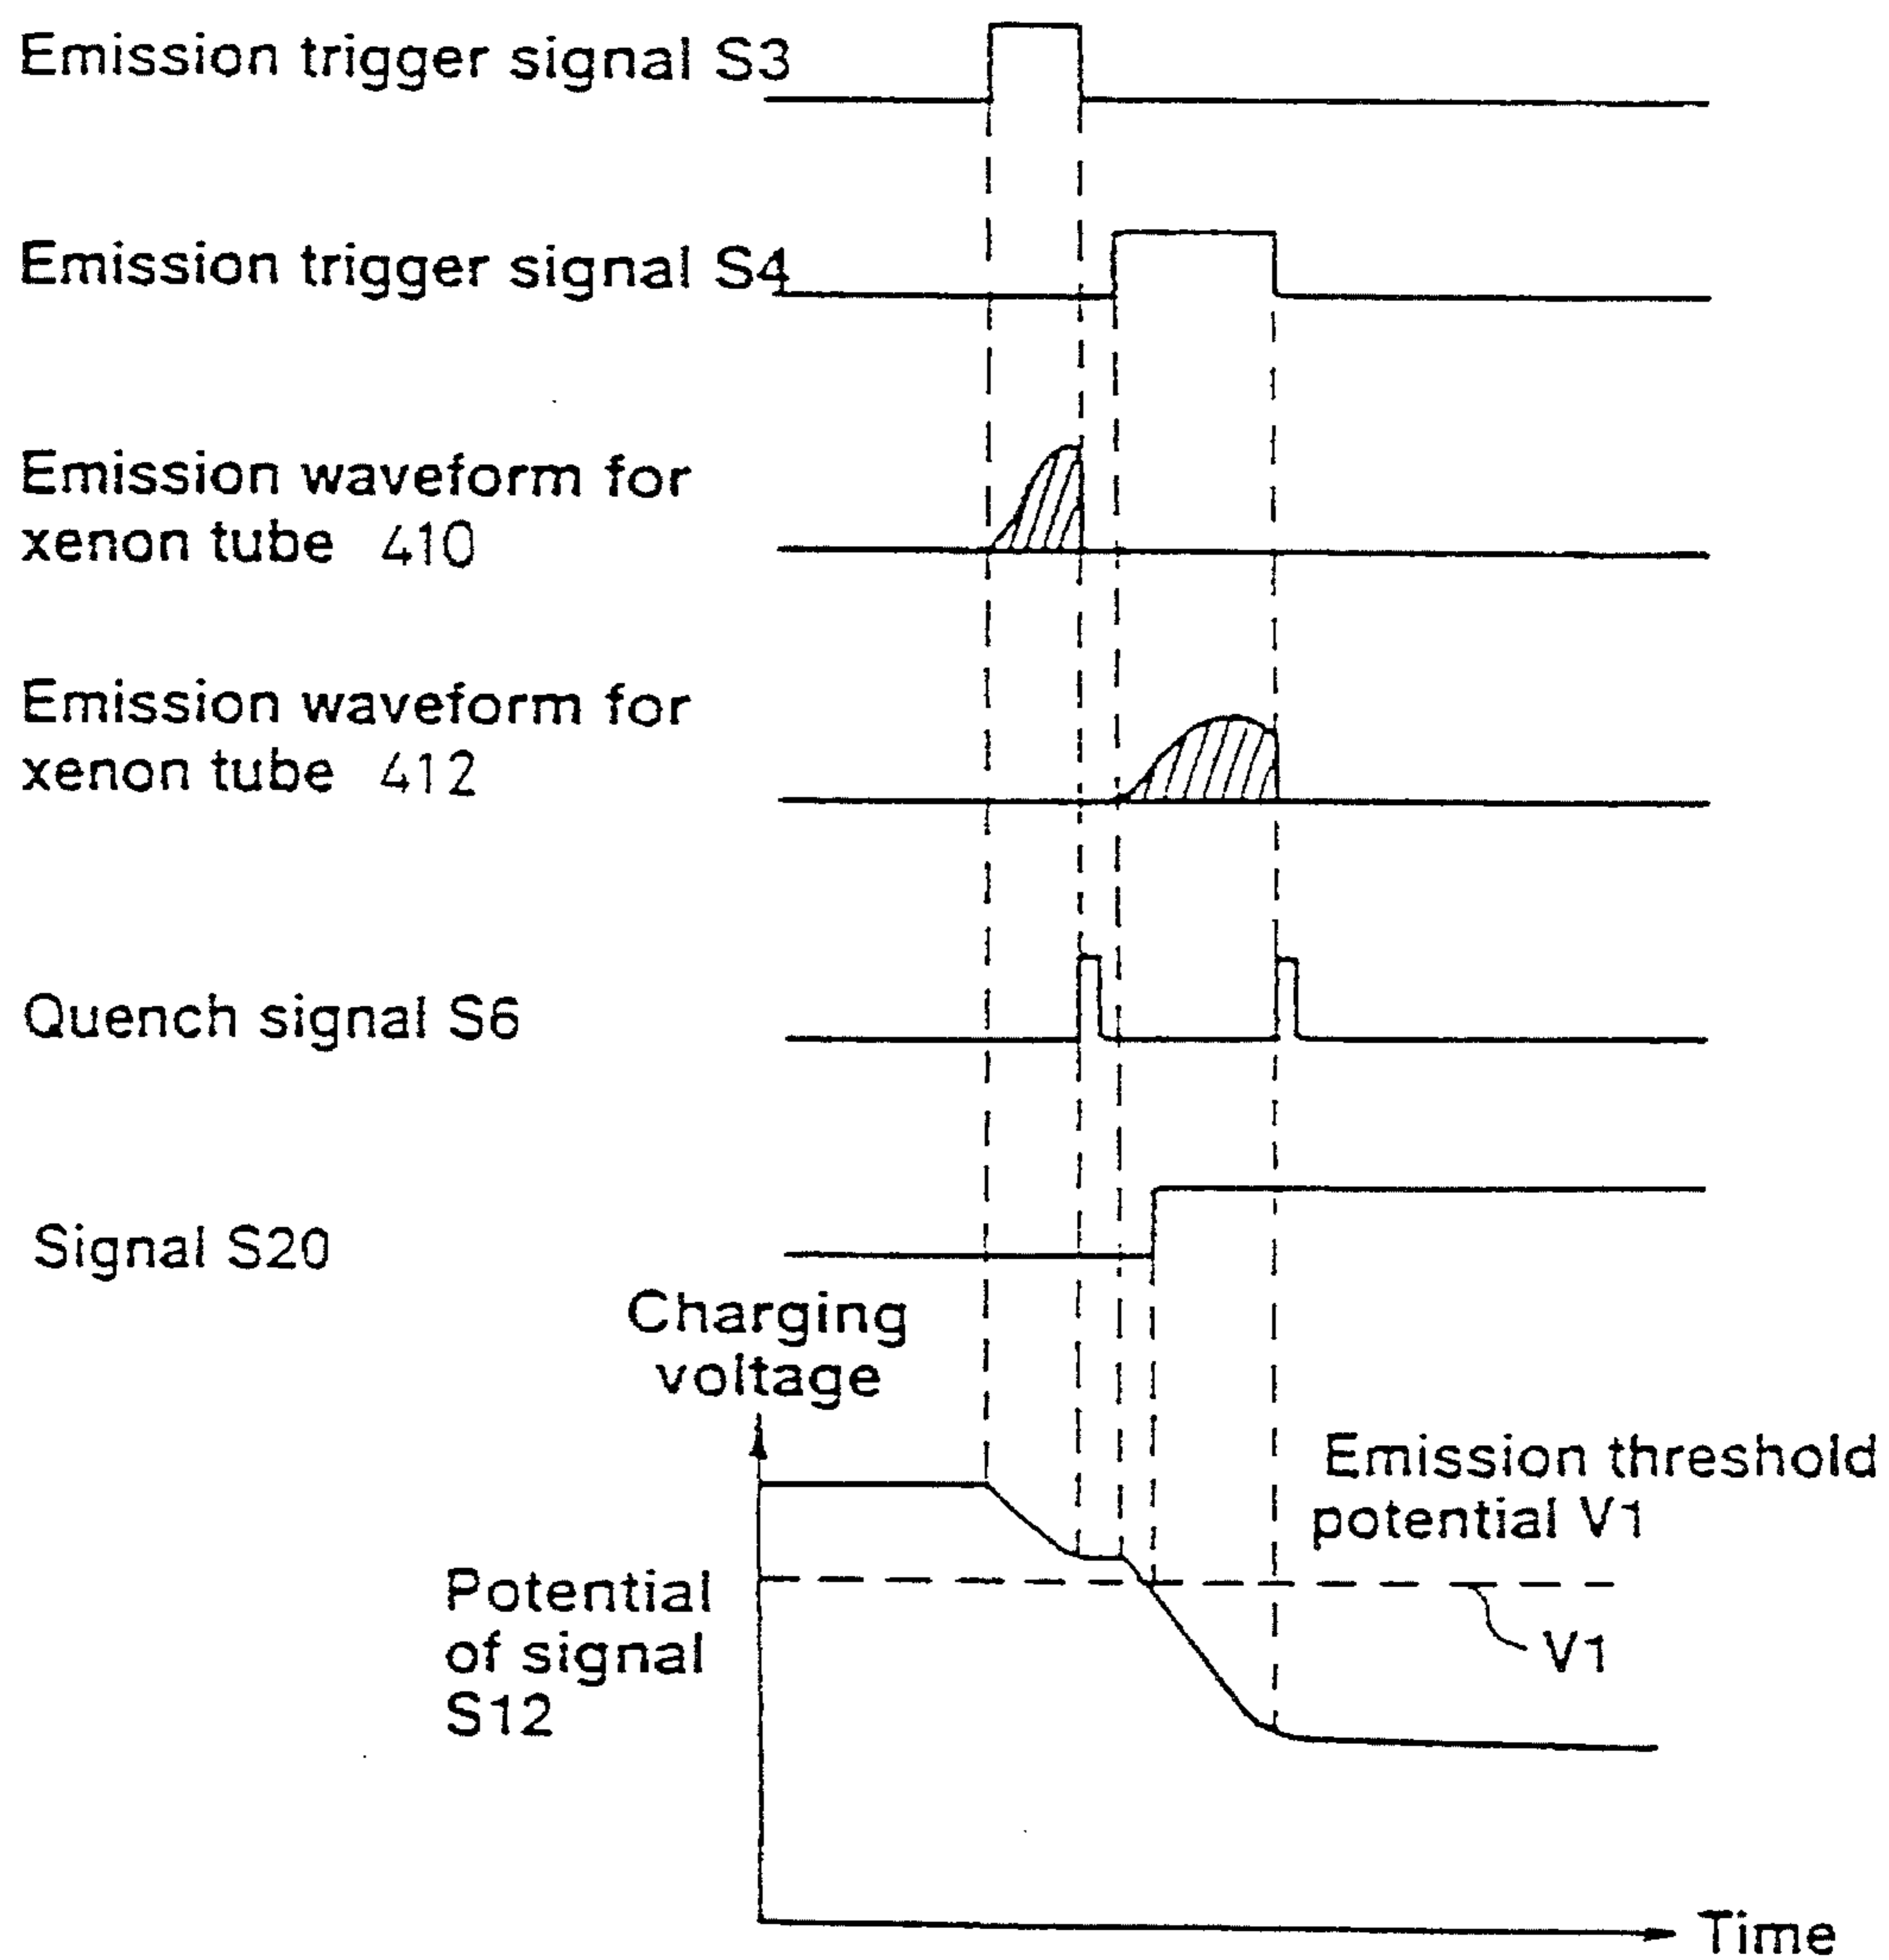 Emission trigger signal S3
Emission trigger signal S4
Emission waveform for
xenon tube 410
Emission waveform for
xenon tube 412
Quench signal S6
Signal S20
Charging
voltage
Emission threshold
potential V1
Potential
of signal
S12
V1
Time